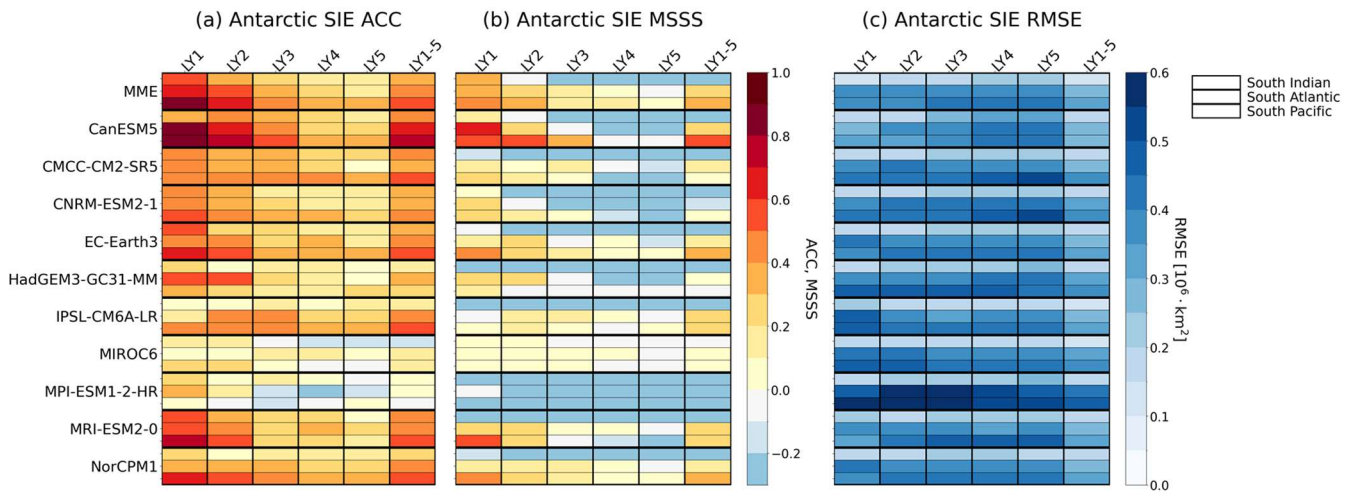 (a) Antarctic SIE ACC (b) Antarctic SIE MSSS (c) Antarctic SIE RMSE
LY1 LY2 LY3 LY4 LY5 LY1-5 LY1 LY2 LY3 LY4 LY5 LY1-5 LY1 LY2 LY3 LY4 LY5 LY1-5
MME
CanESM5
CMCC-CM2-SR5
CNRM-ESM2-1
EC-Earth3
HadGEM3-GC31-MM
IPSL-CM6A-LR
MIROC6
MPI-ESM1-2-HR
MRI-ESM2-0
NorCPM1
1.0
0.8
0.6
0.4
0.2
0.0
−0.2
ACC, MSSS
0.6
0.5
0.4
0.3
0.2
0.1
0.0
RMSE [10⁶ · km²]
South Indian
South Atlantic
South Pacific